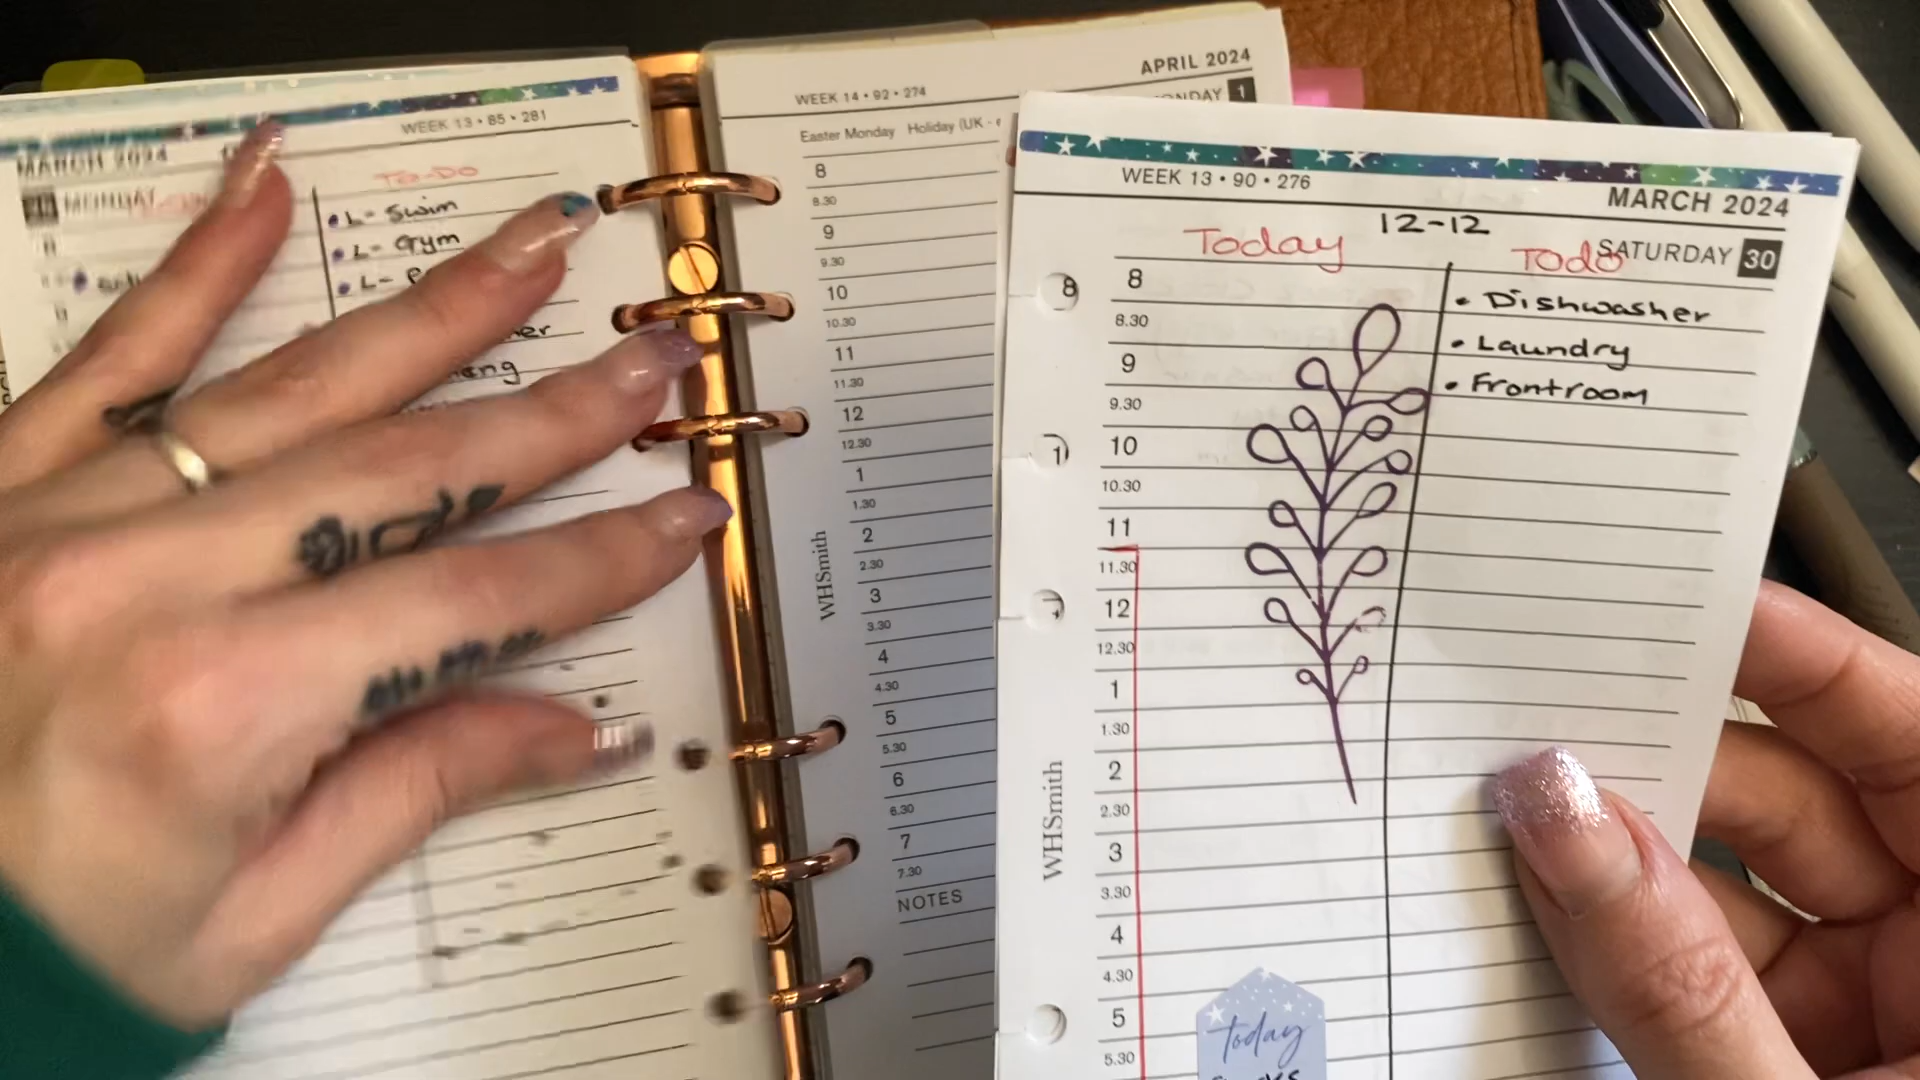 WEEK 13 • 85 • 281
MARCH 2024
MONDAY
TO-DO
L- Swim
L- Gym
L-
WEEK 14 • 92 • 274
APRIL 2024
1
Easter Monday Holiday (UK -
8
8.30
9
9.30
10
10.30
11
11.30
12
12.30
1
1.30
2
2.30
3
3.30
4
4.30
5
5.30
6
6.30
7
7.30
NOTES
WHSmith
WEEK 13 • 90 • 276
MARCH 2024
12-12
SATURDAY 30
Today
TOdo
• Dishwasher
• Laundry
• Frontroom
8
8.30
9
9.30
10
10.30
11
11.30
12
12.30
1
1.30
2
2.30
3
3.30
4
4.30
5
5.30
WHSmith
today